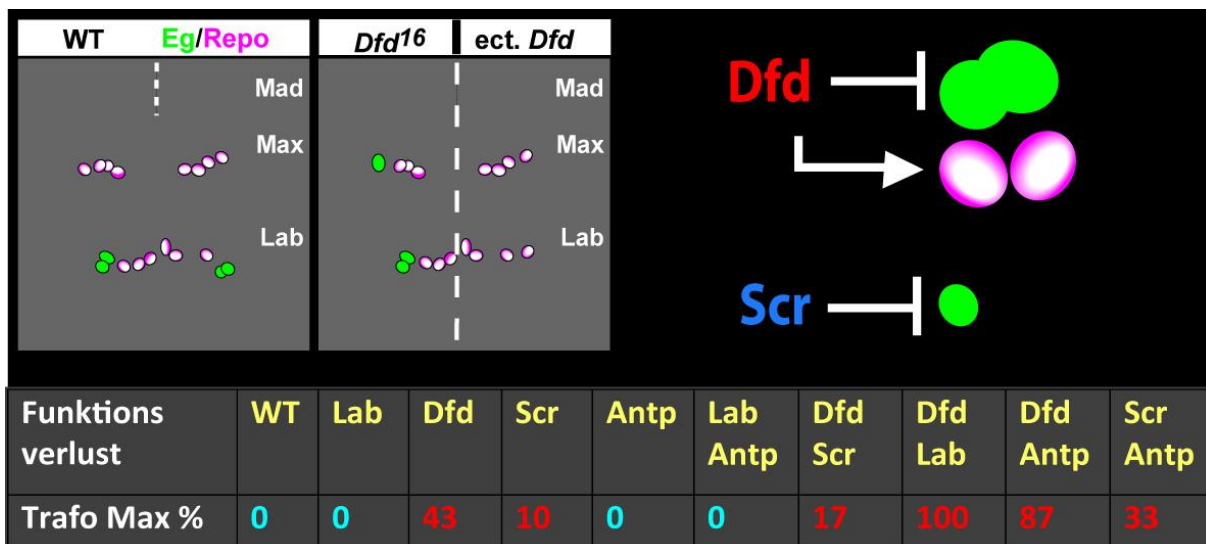 WT Eg/Repo
Mad
Max
Lab
Dfd16 ect. Dfd
Mad
Max
Lab
Dfd
Scr
Funktions verlust WT Lab Dfd Scr Antp Lab Antp Dfd Scr Dfd Lab Dfd Antp Scr Antp
Trafo Max % 0 0 43 10 0 0 17 100 87 33